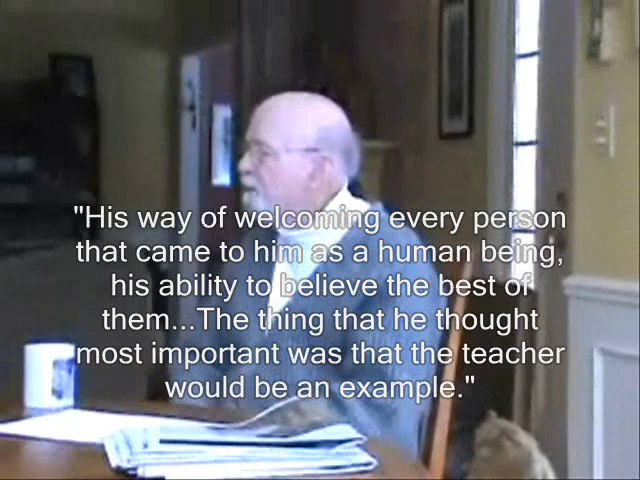 "His way of welcoming every person
that came to him as a human being,
his ability to believe the best of
them...The thing that he thought
most important was that the teacher
would be an example."